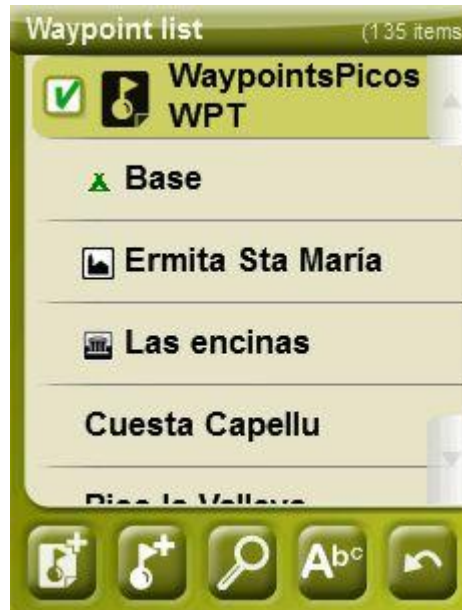 Waypoint list (135 items
WaypointsPicos
WPT
Base
Ermita Sta María
Las encinas
Cuesta Capellu
Abc